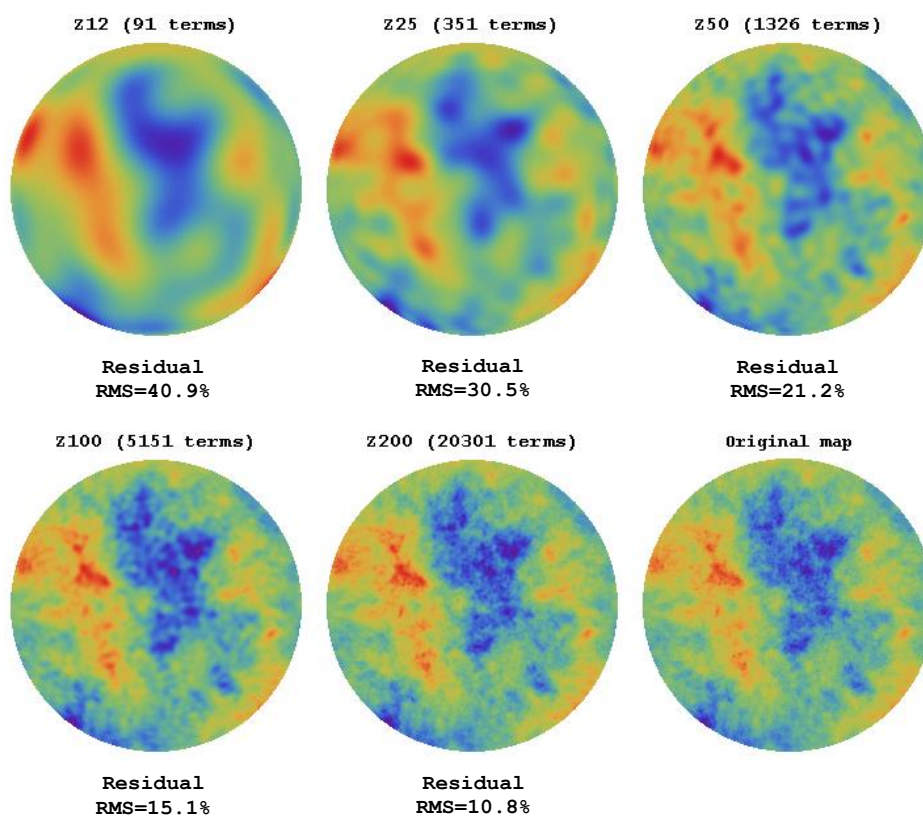 Z12 (91 terms)
Z25 (351 terms)
Z50 (1326 terms)
Residual
RMS=40.9%
Residual
RMS=30.5%
Residual
RMS=21.2%
Z100 (5151 terms)
Z200 (20301 terms)
Original map
Residual
RMS=15.1%
Residual
RMS=10.8%